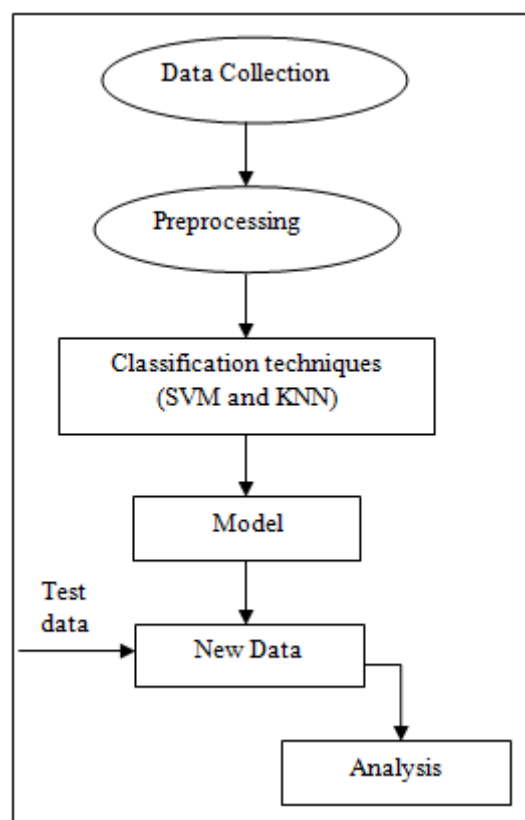 Data Collection
Preprocessing
Classification techniques
(SVM and KNN)
Model
Test
data
New Data
Analysis